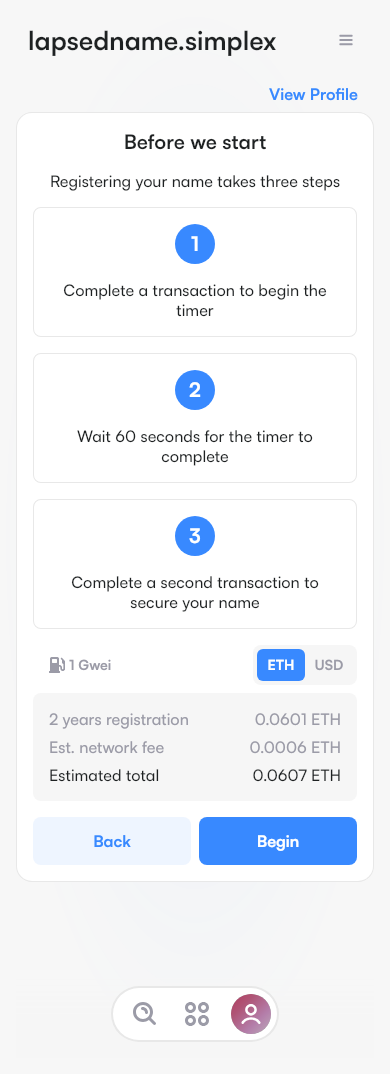 lapsedname.simplex
View Profile
Before we start
Registering your name takes three steps
1
Complete a transaction to begin the
timer
2
Wait 60 seconds for the timer to
complete
3
Complete a second transaction to
secure your name
1 Gwei
ETH
USD
2 years registration 0.0601 ETH
Est. network fee 0.0006 ETH
Estimated total 0.0607 ETH
Back
Begin